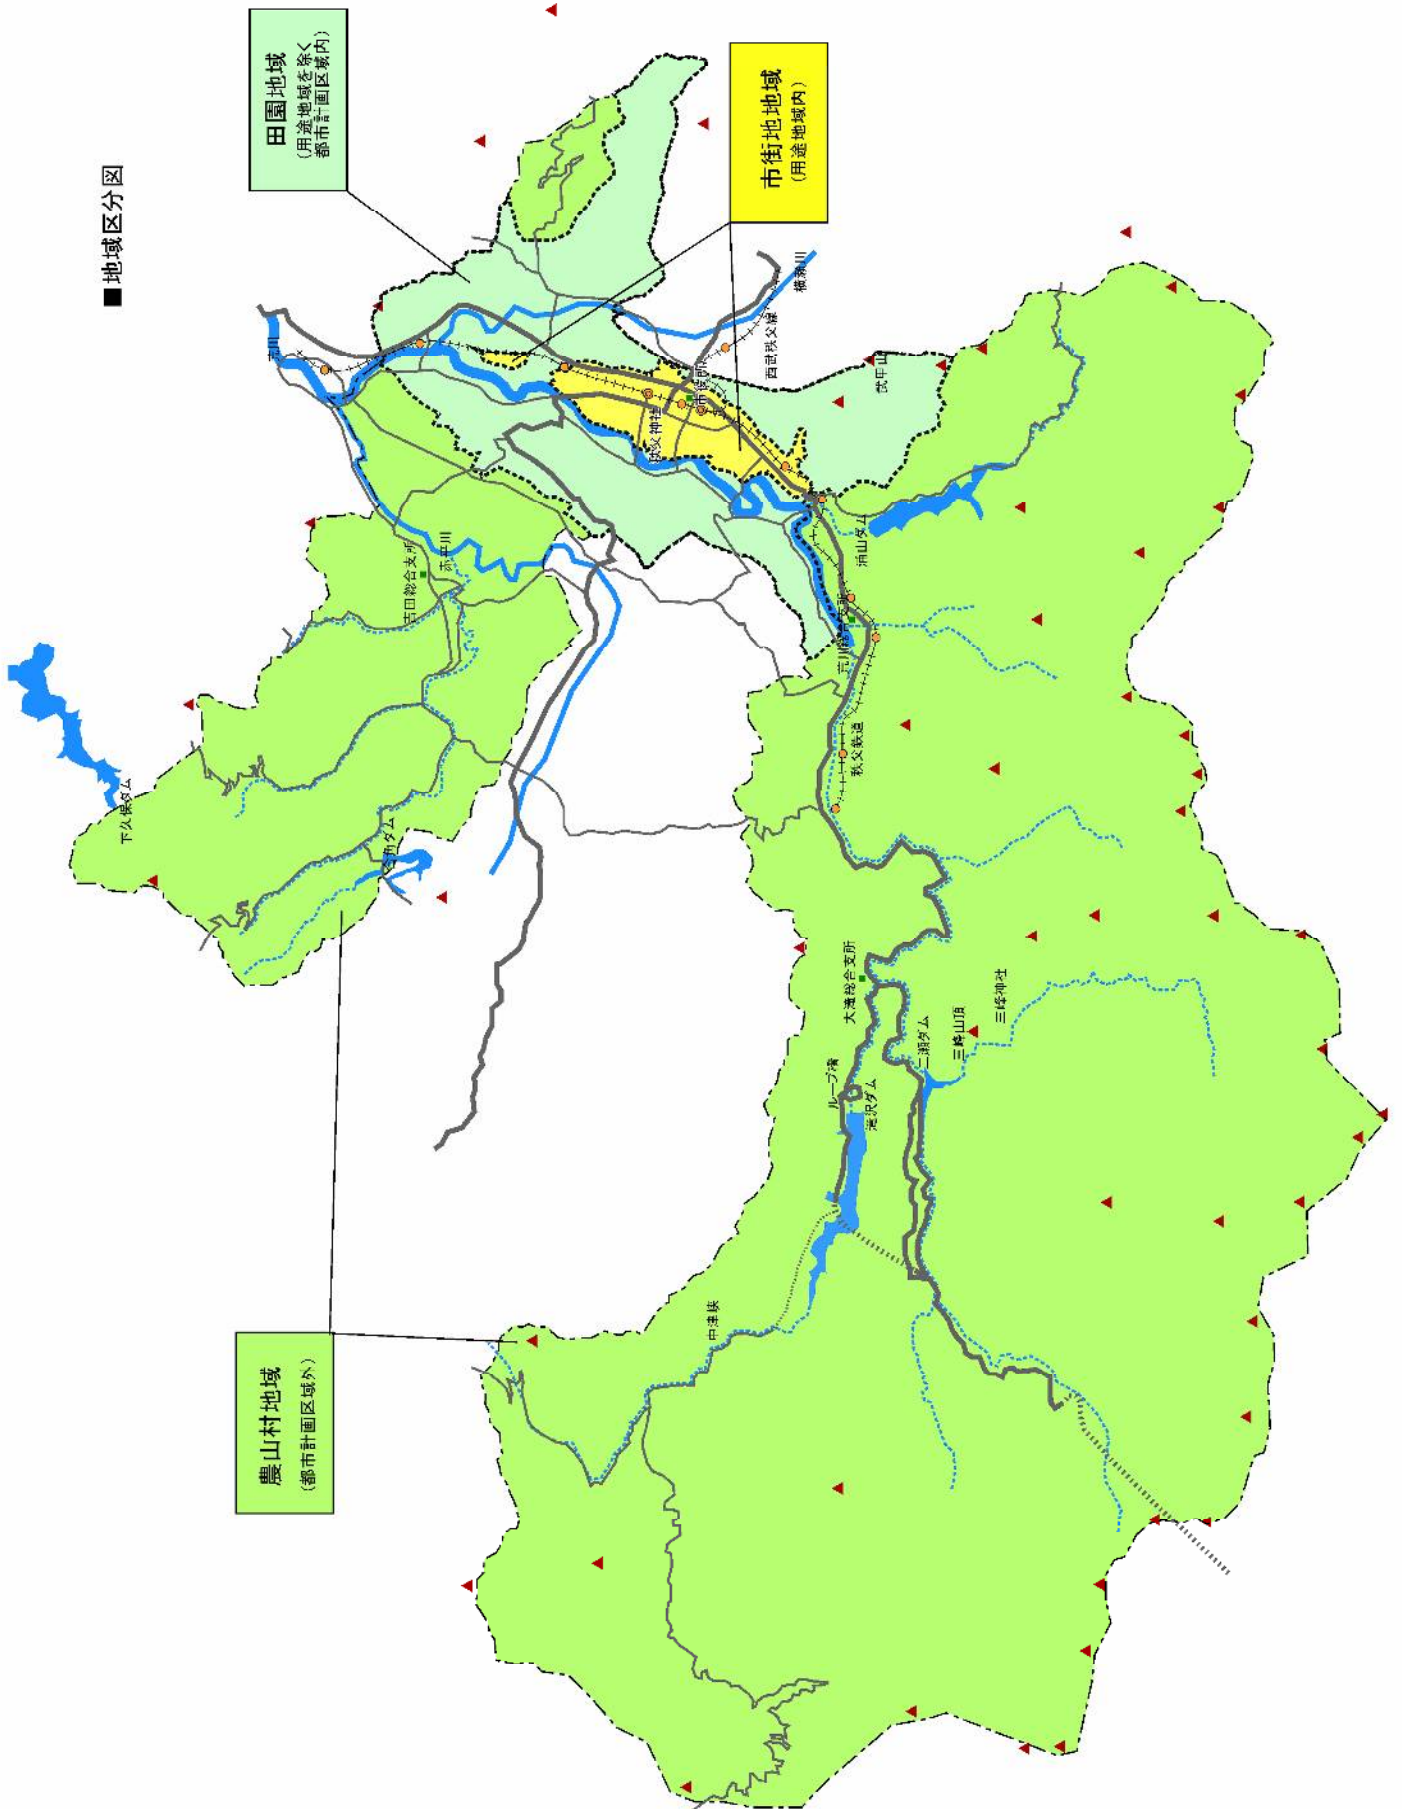 ■地域区分図
田園地域
(用途地域を除く
都市計画区域内)
市街地地域
(用途地域内)
農山村地域
(都市計画区域外)
荒川
横瀬川
西武秩父線
武甲山
市役所
秩父神社
吉田総合支所
赤平川
浦山ダム
荒川総合支所
秩父鉄道
下久保ダム
合角ダム
大滝総合支所
二瀬ダム
三峰山頂
三峰神社
ループ橋
滝沢ダム
中津峡